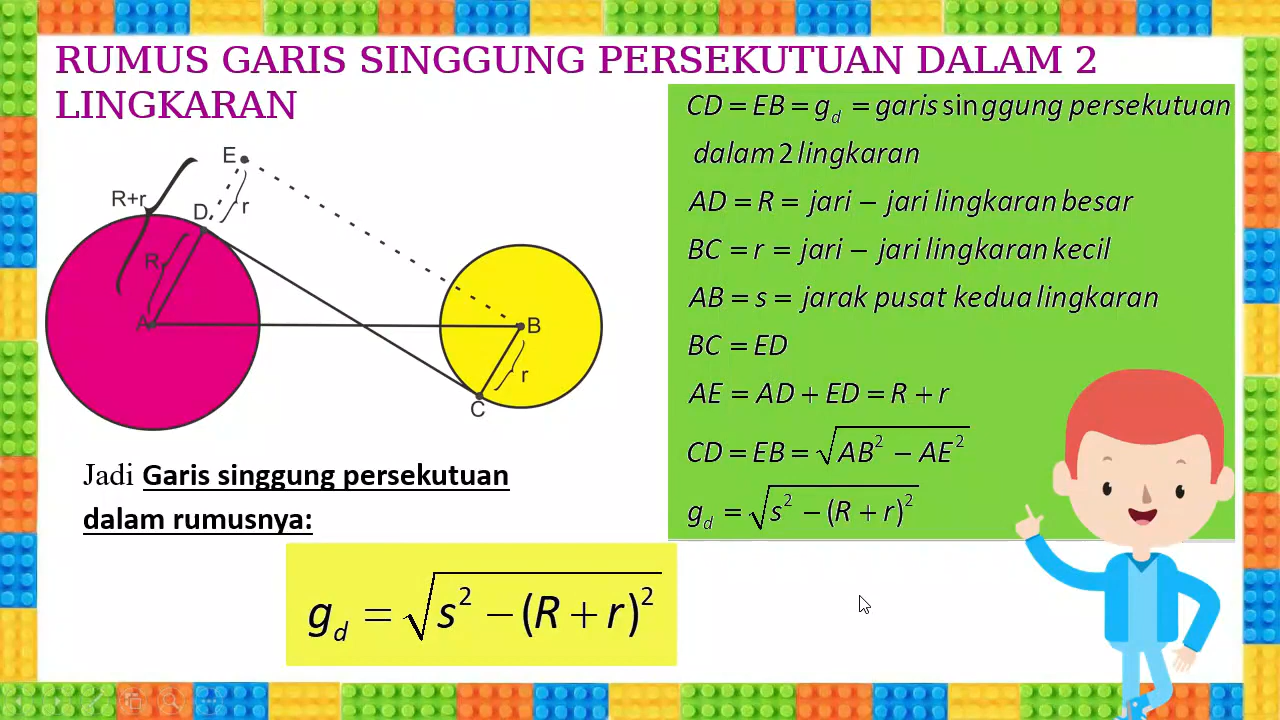 RUMUS GARIS SINGGUNG PERSEKUTUAN DALAM 2
LINGKARAN
E
R+r
D
r
R
A
B
r
C
CD = EB = g_d = garis singgung persekutuan
dalam 2 lingkaran
AD = R = jari − jari lingkaran besar
BC = r = jari − jari lingkaran kecil
AB = s = jarak pusat kedua lingkaran
BC = ED
AE = AD + ED = R + r
CD = EB = √(AB² − AE²)
g_d = √(s² − (R + r)²)
Jadi Garis singgung persekutuan
dalam rumusnya:
g_d = √(s² − (R + r)²)